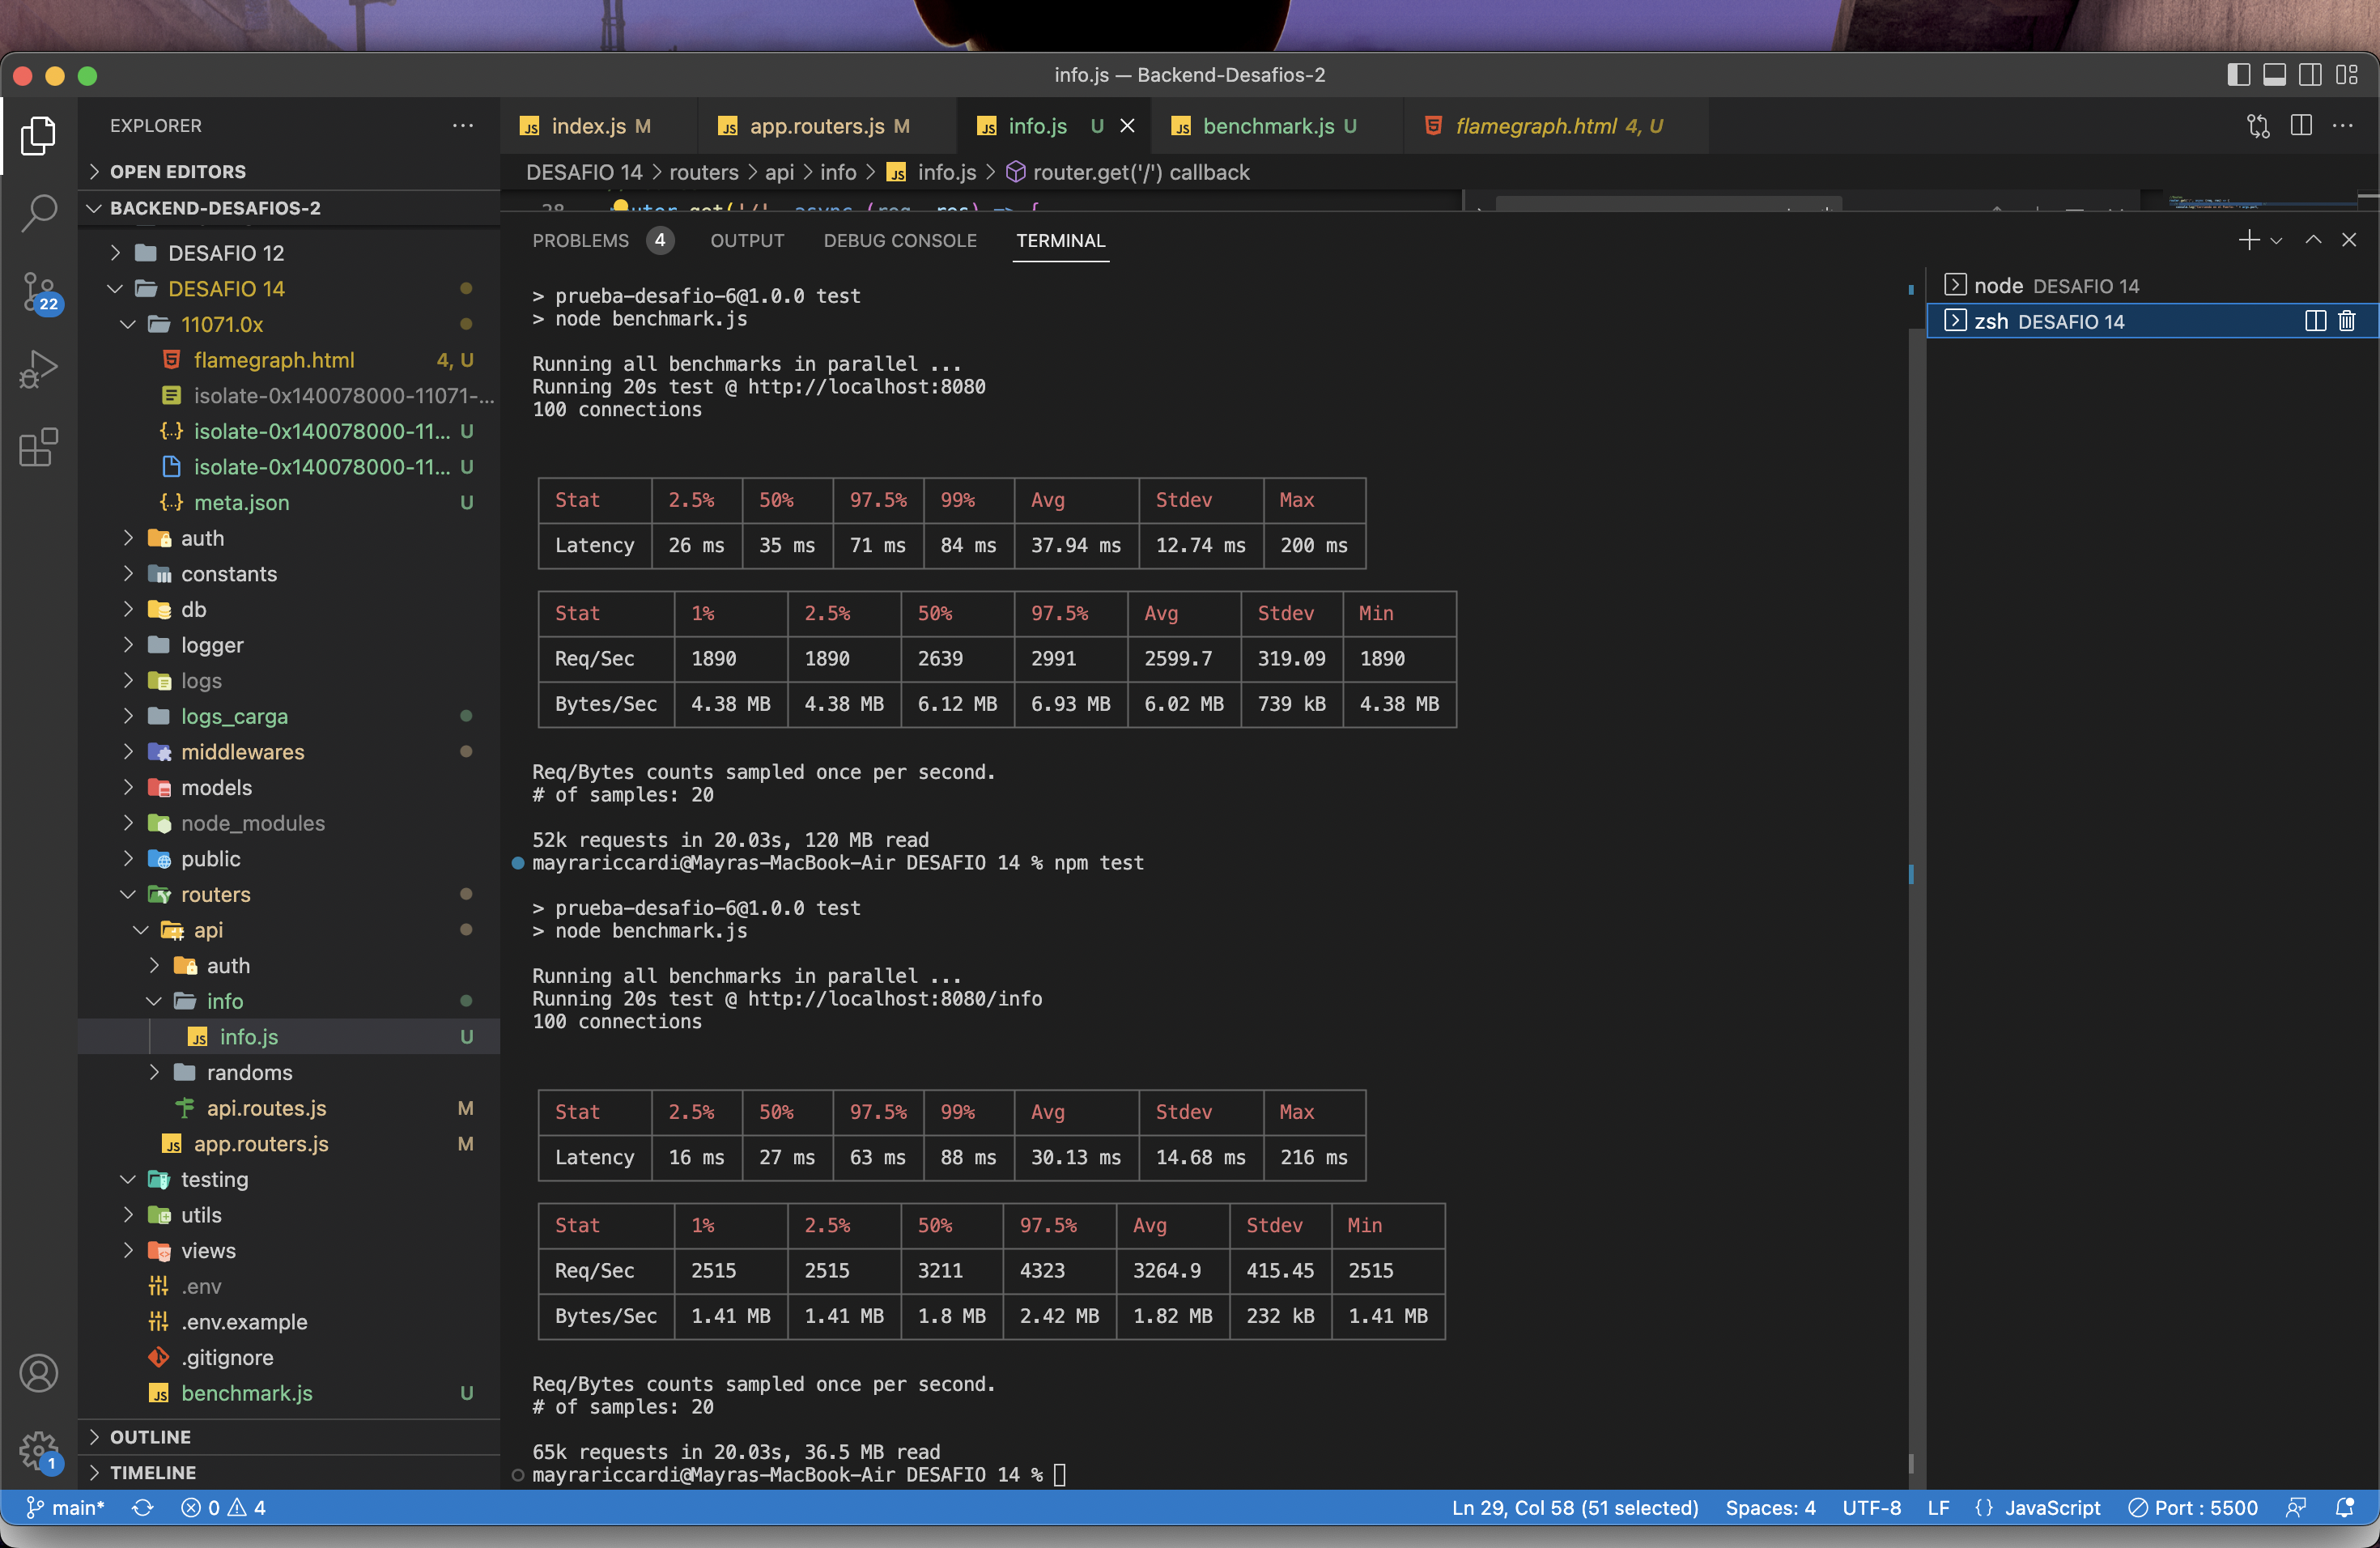 info.js — Backend-Desafios-2
EXPLORER
OPEN EDITORS
BACKEND-DESAFIOS-2
DESAFIO 12
DESAFIO 14
11071.0x
flamegraph.html 4, U
isolate-0x140078000-11071-...
isolate-0x140078000-11... U
isolate-0x140078000-11... U
meta.json U
auth
constants
db
logger
logs
logs_carga
middlewares
models
node_modules
public
routers
api
auth
info
info.js U
randoms
api.routes.js M
app.routers.js M
testing
utils
views
.env
.env.example
.gitignore
benchmark.js U
OUTLINE
TIMELINE
22
1
index.js M app.routers.js M info.js U benchmark.js U flamegraph.html 4, U
DESAFIO 14 > routers > api > info > info.js > router.get('/') callback
PROBLEMS 4 OUTPUT DEBUG CONSOLE TERMINAL
> prueba-desafio-6@1.0.0 test
> node benchmark.js
Running all benchmarks in parallel ...
Running 20s test @ http://localhost:8080
100 connections
Stat 2.5% 50% 97.5% 99% Avg Stdev Max
Latency 26 ms 35 ms 71 ms 84 ms 37.94 ms 12.74 ms 200 ms
Stat 1% 2.5% 50% 97.5% Avg Stdev Min
Req/Sec 1890 1890 2639 2991 2599.7 319.09 1890
Bytes/Sec 4.38 MB 4.38 MB 6.12 MB 6.93 MB 6.02 MB 739 kB 4.38 MB
Req/Bytes counts sampled once per second.
# of samples: 20
52k requests in 20.03s, 120 MB read
mayrariccardi@Mayras-MacBook-Air DESAFIO 14 % npm test
> prueba-desafio-6@1.0.0 test
> node benchmark.js
Running all benchmarks in parallel ...
Running 20s test @ http://localhost:8080/info
100 connections
Stat 2.5% 50% 97.5% 99% Avg Stdev Max
Latency 16 ms 27 ms 63 ms 88 ms 30.13 ms 14.68 ms 216 ms
Stat 1% 2.5% 50% 97.5% Avg Stdev Min
Req/Sec 2515 2515 3211 4323 3264.9 415.45 2515
Bytes/Sec 1.41 MB 1.41 MB 1.8 MB 2.42 MB 1.82 MB 232 kB 1.41 MB
Req/Bytes counts sampled once per second.
# of samples: 20
65k requests in 20.03s, 36.5 MB read
mayrariccardi@Mayras-MacBook-Air DESAFIO 14 %
node DESAFIO 14
zsh DESAFIO 14
main* 0 4 Ln 29, Col 58 (51 selected) Spaces: 4 UTF-8 LF {} JavaScript Port : 5500